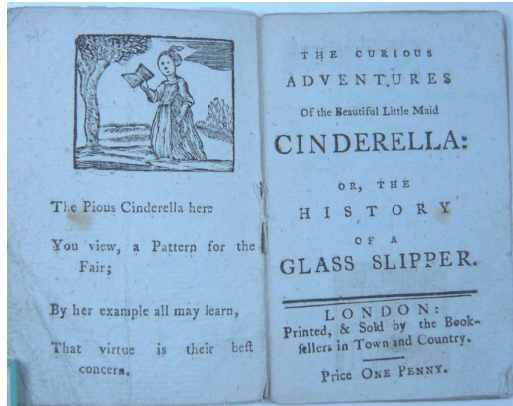 The Pious Cinderella here
You view, a Pattern for the
Fair;
By her example all may learn,
That virtue is their beſt
concern.
THE CURIOUS
ADVENTURES
Of the Beautiful Little Maid
CINDERELLA:
OR, THE
HISTORY
OF A
GLASS SLIPPER.
LONDON:
Printed, & Sold by the Book-
ſellers in Town and Country.
Price ONE PENNY.